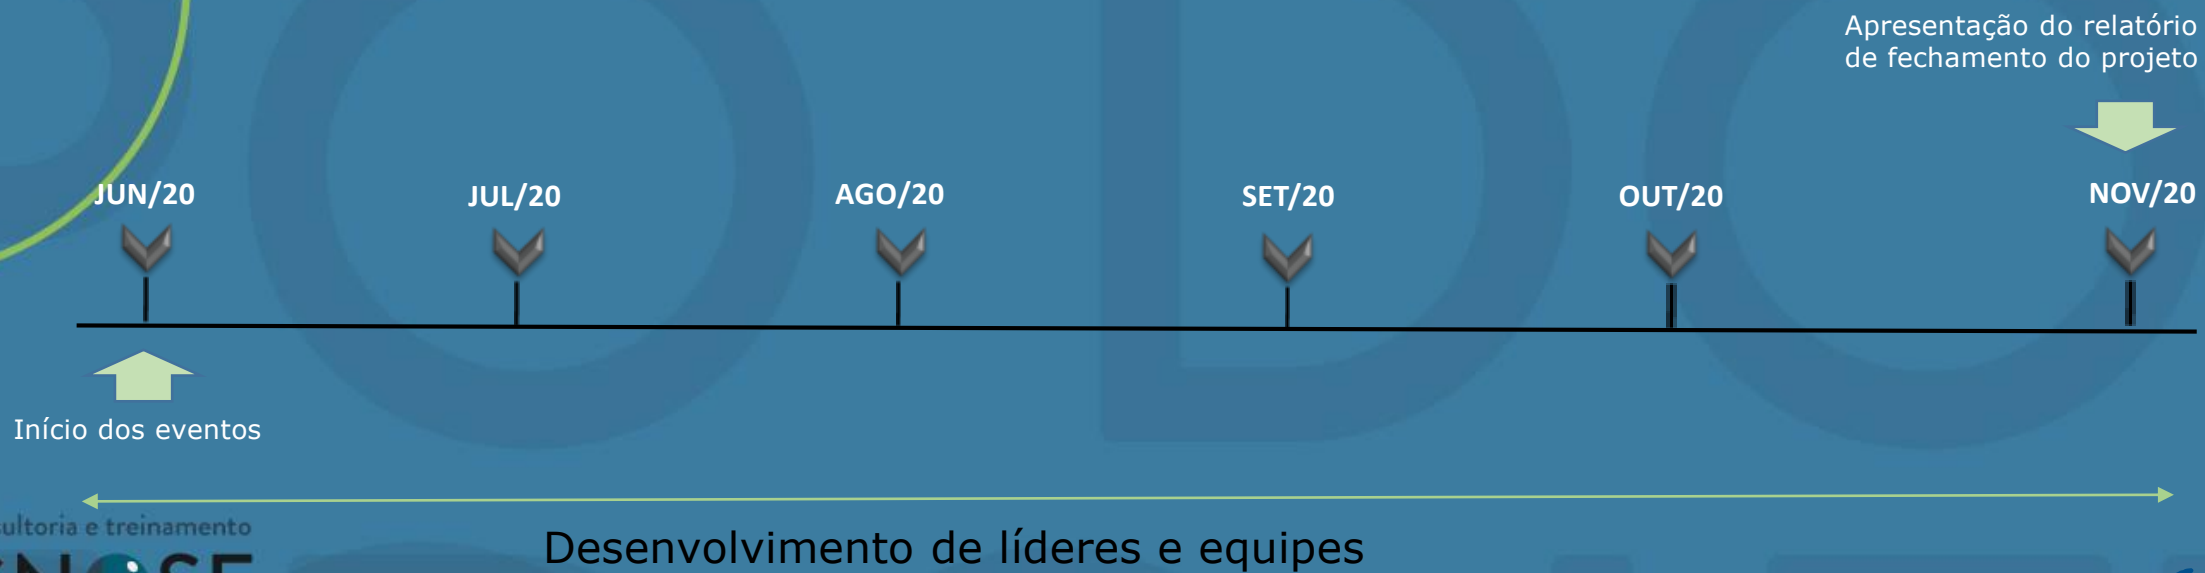 Apresentação do relatório
de fechamento do projeto
JUN/20
JUL/20
AGO/20
SET/20
OUT/20
NOV/20
Início dos eventos
e treinamento
Desenvolvimento de líderes e equipes